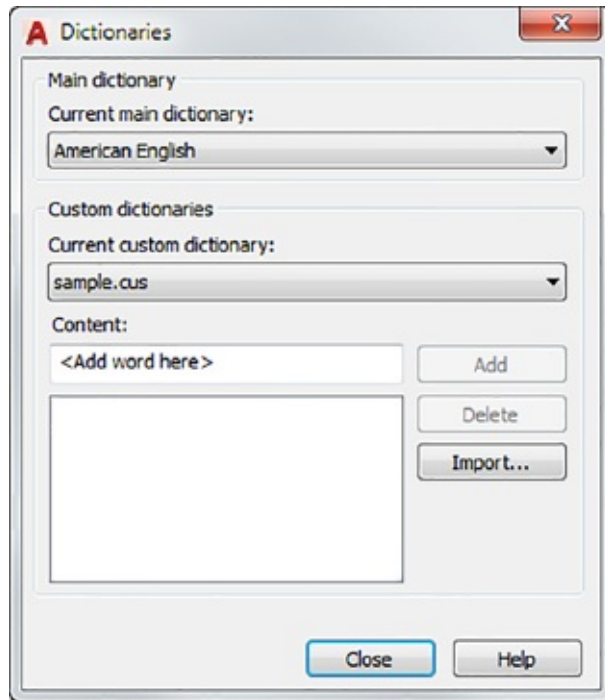 A Dictionaries
Main dictionary
Current main dictionary:
American English
Custom dictionaries
Current custom dictionary:
sample.cus
Content:
<Add word here>
Add
Delete
Import...
Close
Help